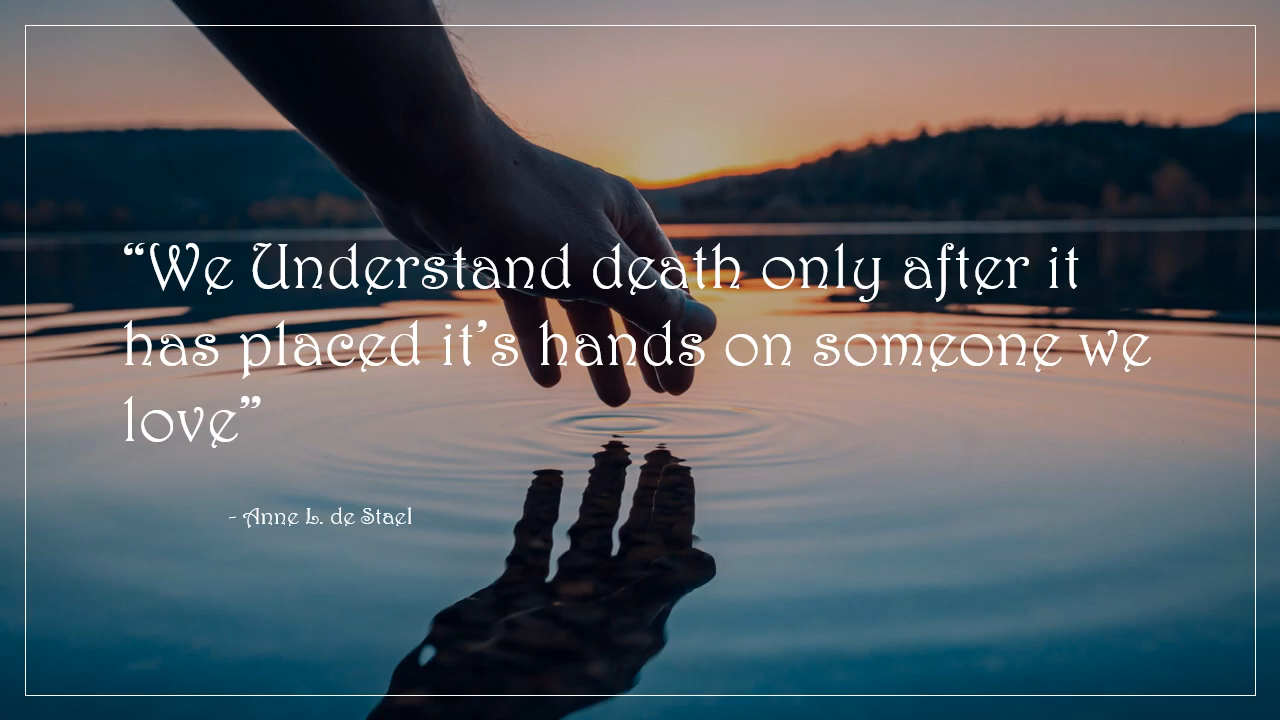 “We Understand death only after it
has placed it’s hands on someone we
love”
- Anne L. de Stael